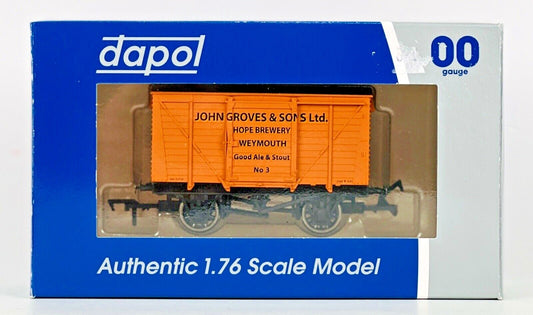 dapol
00
gauge
JOHN GROVES & SONS Ltd.
HOPE BREWERY
WEYMOUTH
Good Ale & Stout
No 3
Authentic 1.76 Scale Model